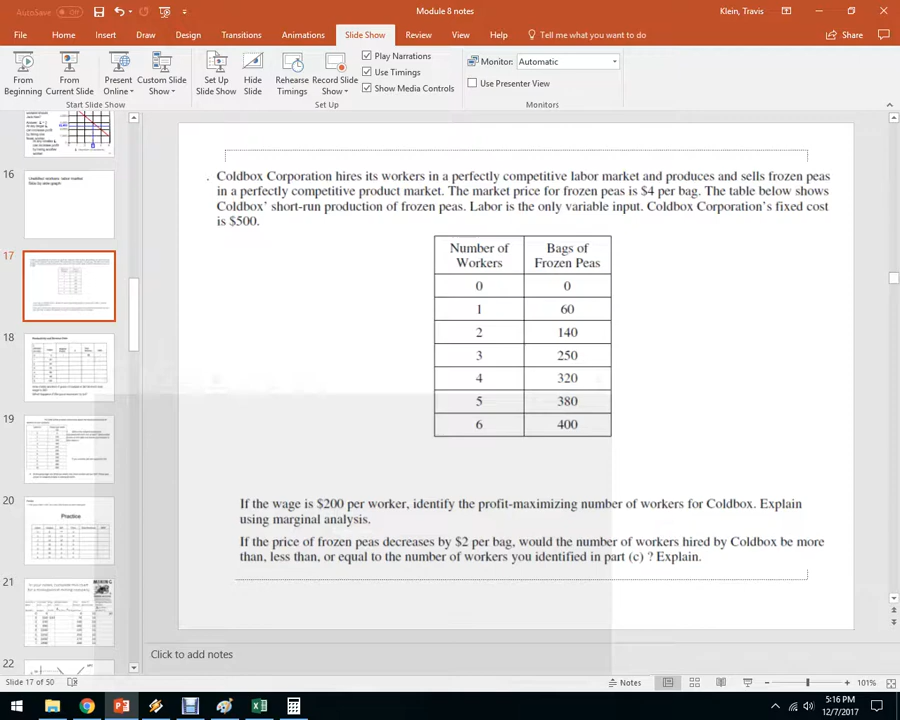 AutoSave Off
Module 8 notes
Klein, Travis
File Home Insert Draw Design Transitions Animations Slide Show Review View Help Tell me what you want to do Share
From Beginning
From Current Slide
Present Online
Custom Slide Show
Set Up Slide Show
Hide Slide
Rehearse Timings
Record Slide Show
Play Narrations
Use Timings
Show Media Controls
Monitor: Automatic
Use Presenter View
Start Slide Show
Set Up
Monitors
16
17
18
19
20
Practice
21
22
Coldbox Corporation hires its workers in a perfectly competitive labor market and produces and sells frozen peas
in a perfectly competitive product market. The market price for frozen peas is $4 per bag. The table below shows
Coldbox' short-run production of frozen peas. Labor is the only variable input. Coldbox Corporation's fixed cost
is $500.
Number of Workers Bags of Frozen Peas
0 0
1 60
2 140
3 250
4 320
5 380
6 400
If the wage is $200 per worker, identify the profit-maximizing number of workers for Coldbox. Explain
using marginal analysis.
If the price of frozen peas decreases by $2 per bag, would the number of workers hired by Coldbox be more
than, less than, or equal to the number of workers you identified in part (c) ? Explain.
Click to add notes
Slide 17 of 50
Notes
101%
5:16 PM
12/7/2017